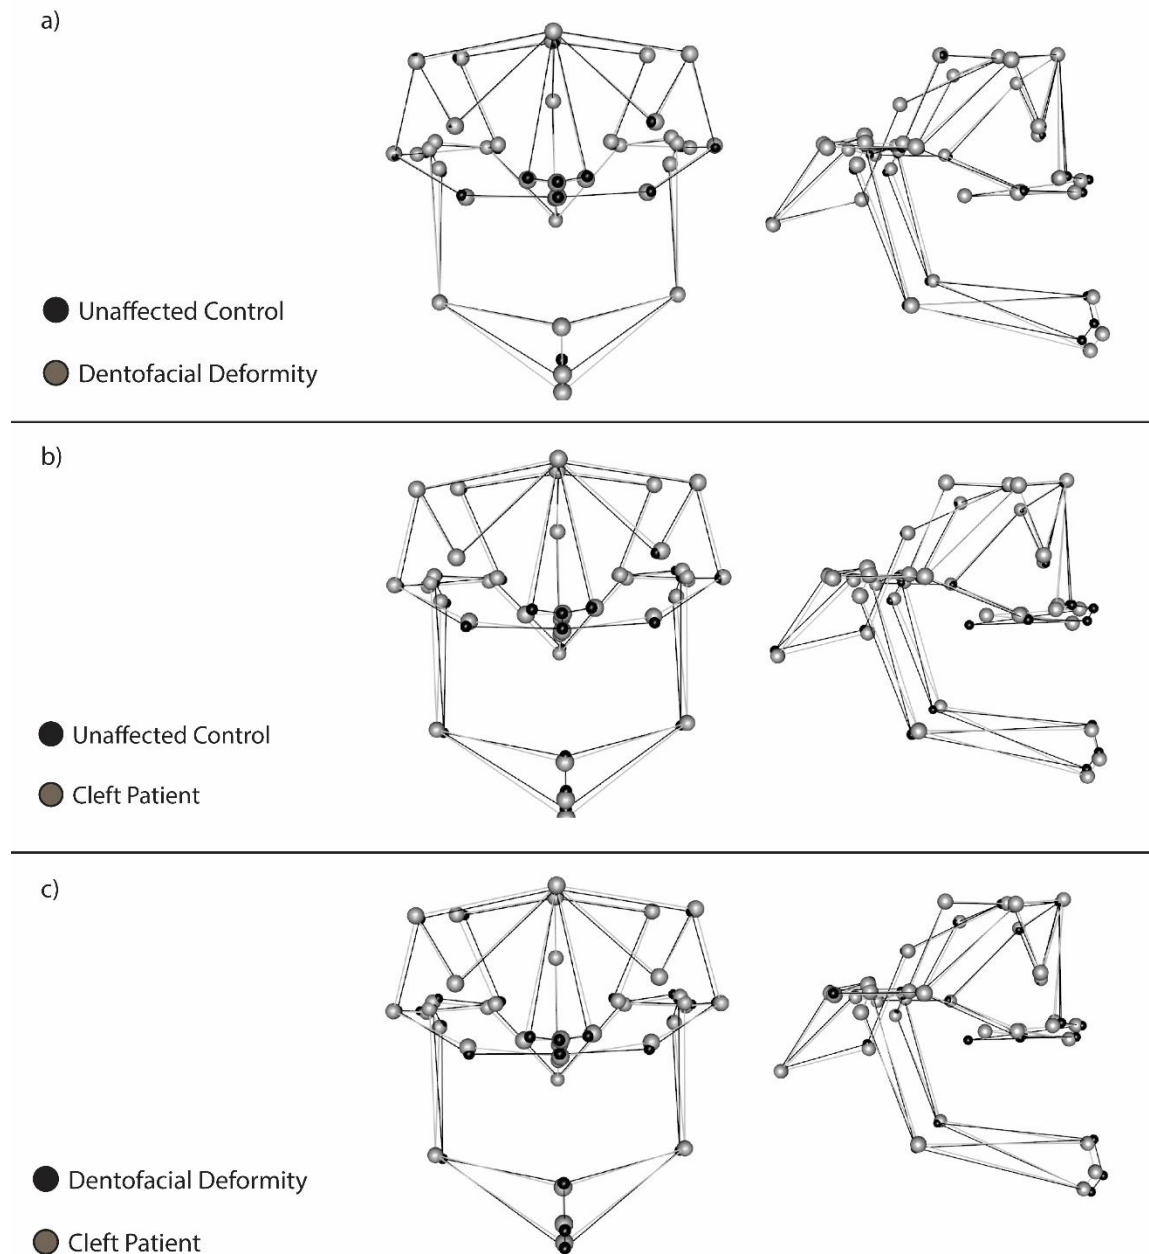 a)
Unaffected Control
Dentofacial Deformity
b)
Unaffected Control
Cleft Patient
c)
Dentofacial Deformity
Cleft Patient